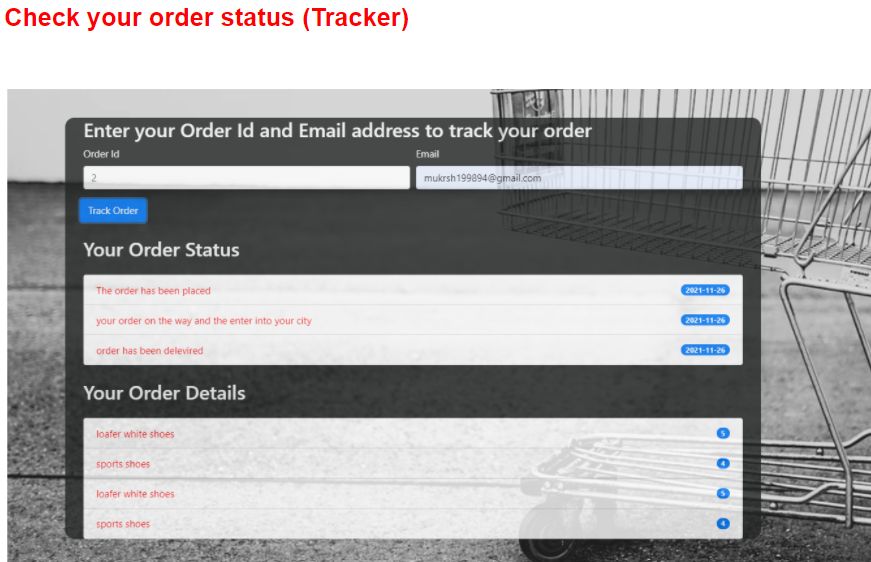 Check your order status (Tracker)
Enter your Order Id and Email address to track your order
Order Id Email
2 mukrsh199894@gmail.com
Track Order
Your Order Status
The order has been placed 2021-11-26
your order on the way and the enter into your city 2021-11-26
order has been delevired 2021-11-26
Your Order Details
loafer white shoes 5
sports shoes 4
loafer white shoes 5
sports shoes 4